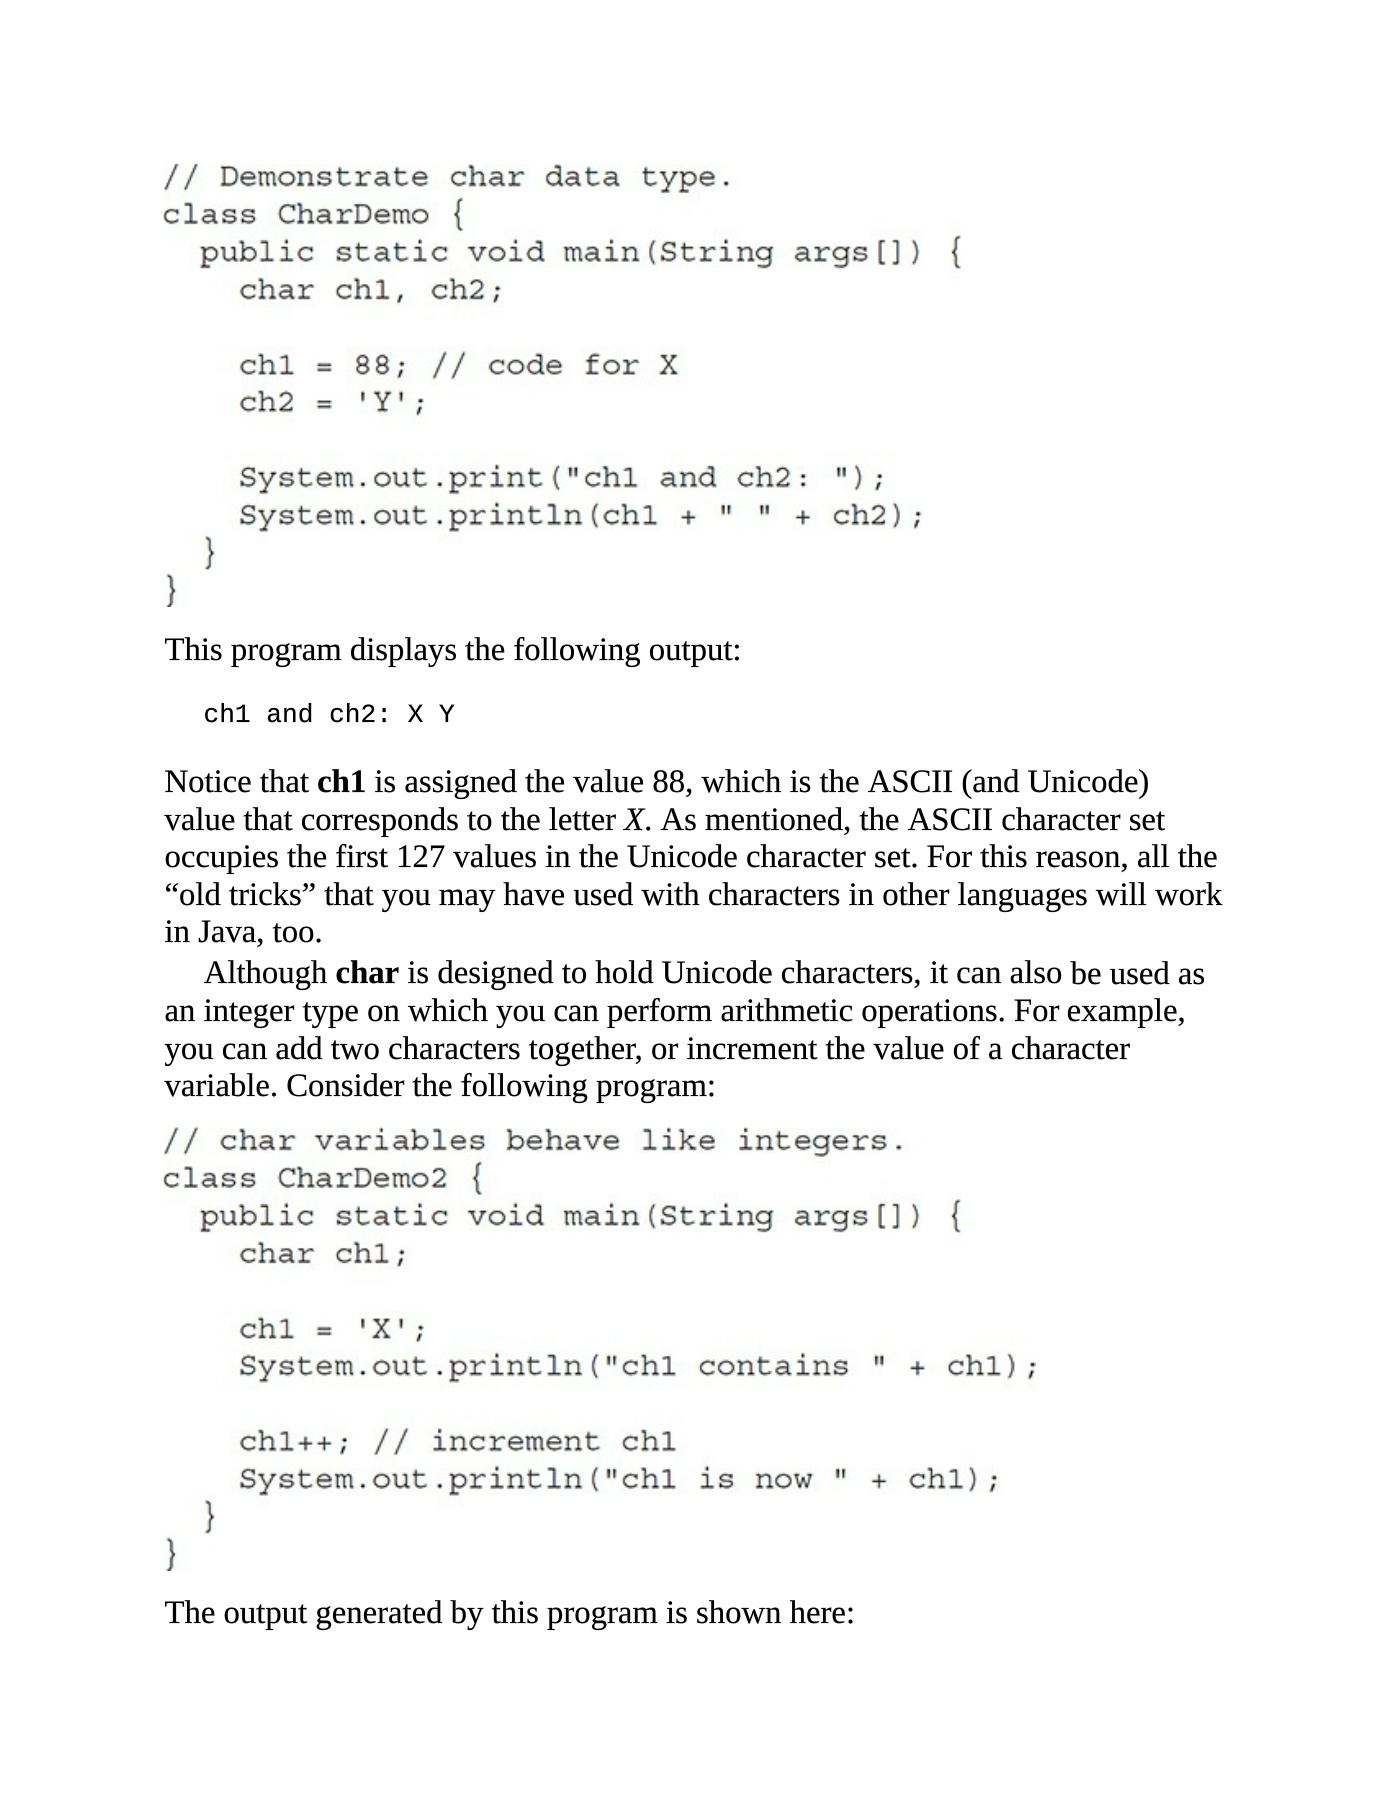 // Demonstrate char data type.
class CharDemo {
  public static void main(String args[]) {
    char ch1, ch2;

    ch1 = 88; // code for X
    ch2 = 'Y';

    System.out.print("ch1 and ch2: ");
    System.out.println(ch1 + " " + ch2);
  }
}
This program displays the following output:
ch1 and ch2: X Y
Notice that ch1 is assigned the value 88, which is the ASCII (and Unicode)
value that corresponds to the letter X. As mentioned, the ASCII character set
occupies the first 127 values in the Unicode character set. For this reason, all the
“old tricks” that you may have used with characters in other languages will work
in Java, too.
Although char is designed to hold Unicode characters, it can also be used as
an integer type on which you can perform arithmetic operations. For example,
you can add two characters together, or increment the value of a character
variable. Consider the following program:
// char variables behave like integers.
class CharDemo2 {
  public static void main(String args[]) {
    char ch1;

    ch1 = 'X';
    System.out.println("ch1 contains " + ch1);

    ch1++; // increment ch1
    System.out.println("ch1 is now " + ch1);
  }
}
The output generated by this program is shown here: